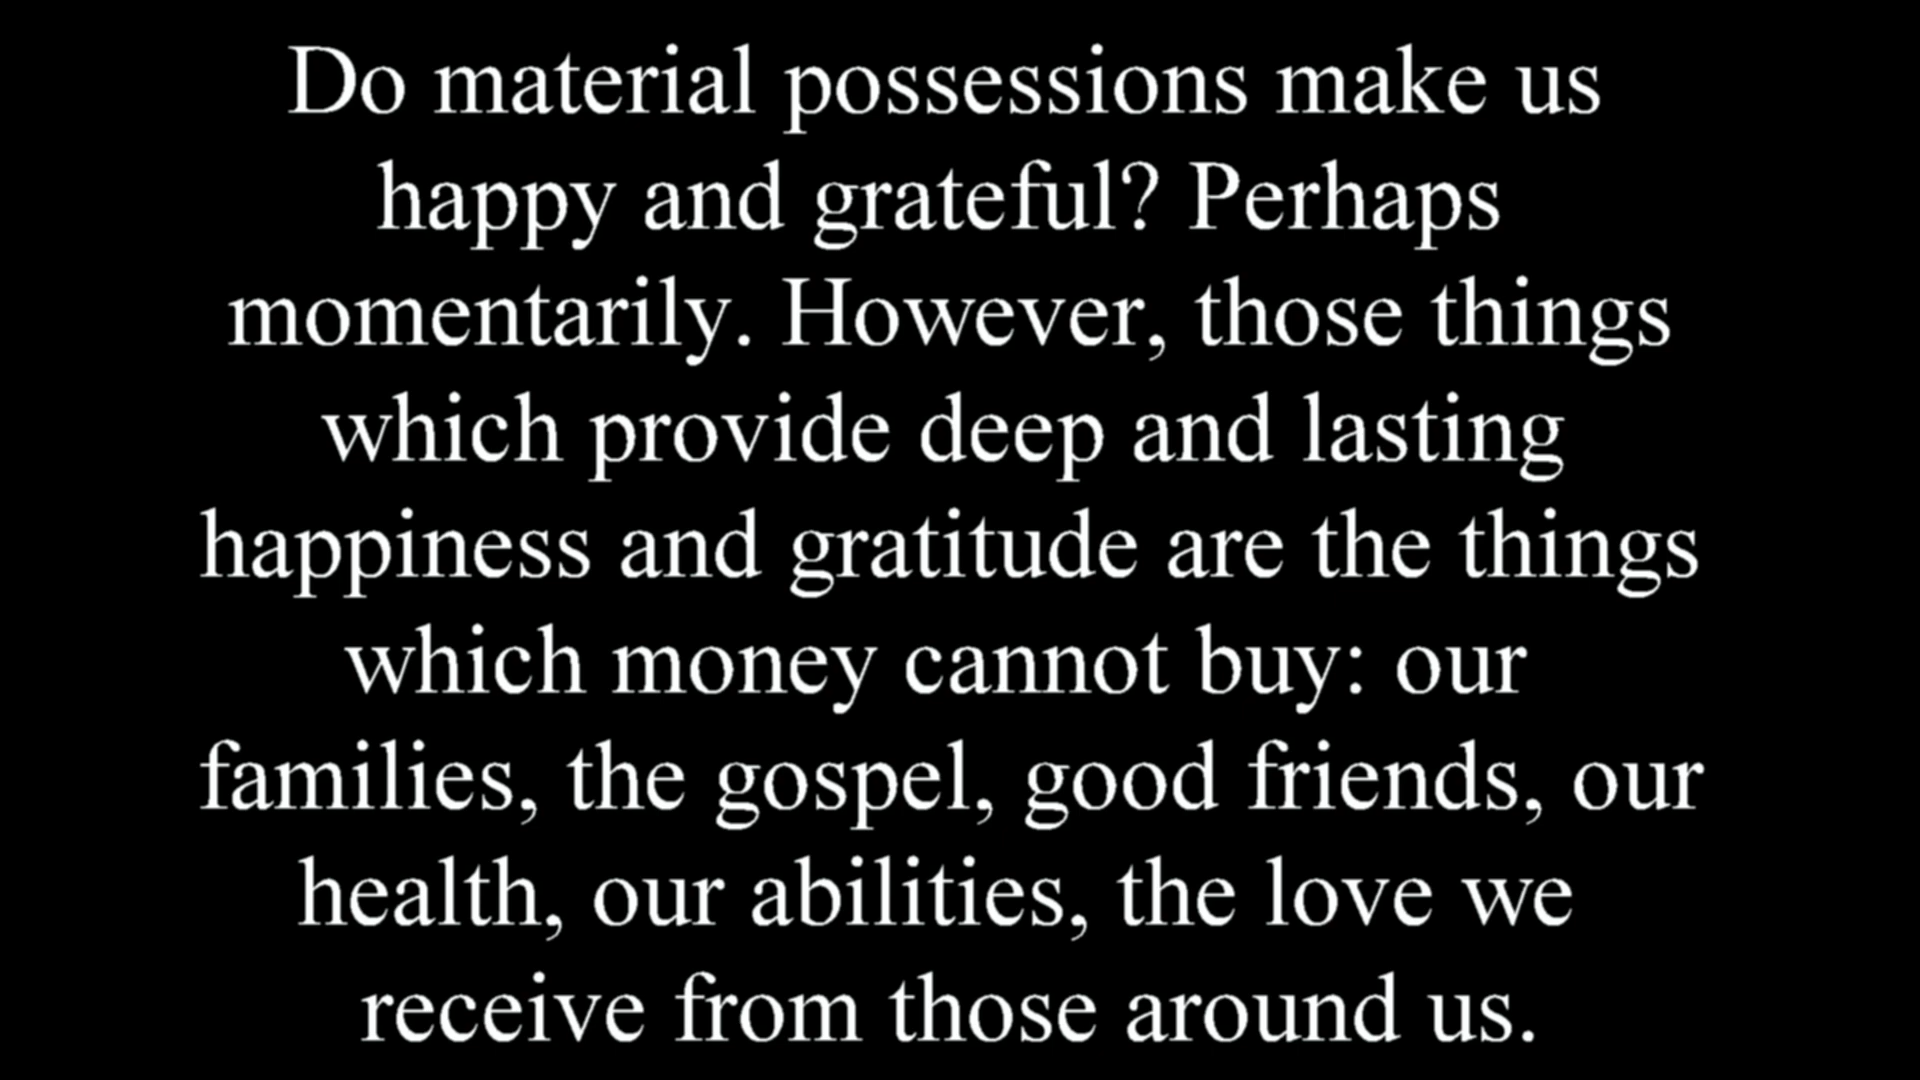 Do material possessions make us
happy and grateful? Perhaps
momentarily. However, those things
which provide deep and lasting
happiness and gratitude are the things
which money cannot buy: our
families, the gospel, good friends, our
health, our abilities, the love we
receive from those around us.